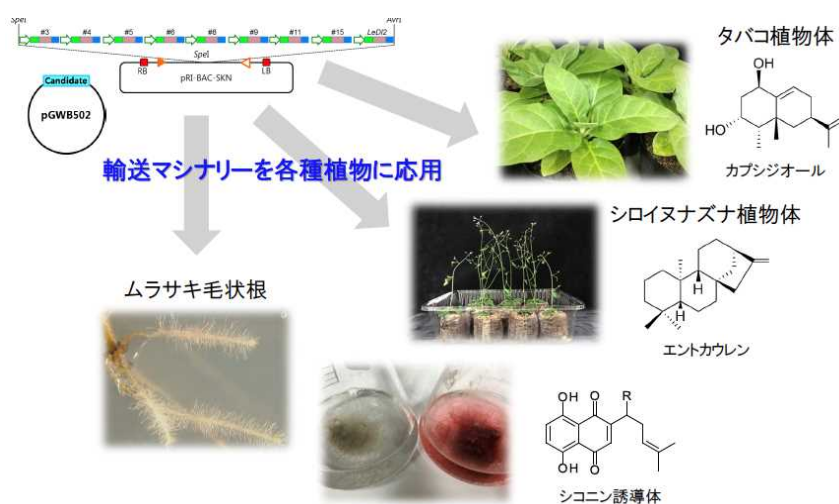 SpeI
AvrII
#3 #4 #5 #6 #8 #9 #11 #15 LeDI2
SpeI
RB
LB
pRI-BAC-SKN
Candidate
pGWB502
輸送マシナリーを各種植物に応用
タバコ植物体
OH
HO
カプシジオール
シロイヌナズナ植物体
H
H
エントカウレン
ムラサキ毛状根
OH O R
OH O
シコニン誘導体